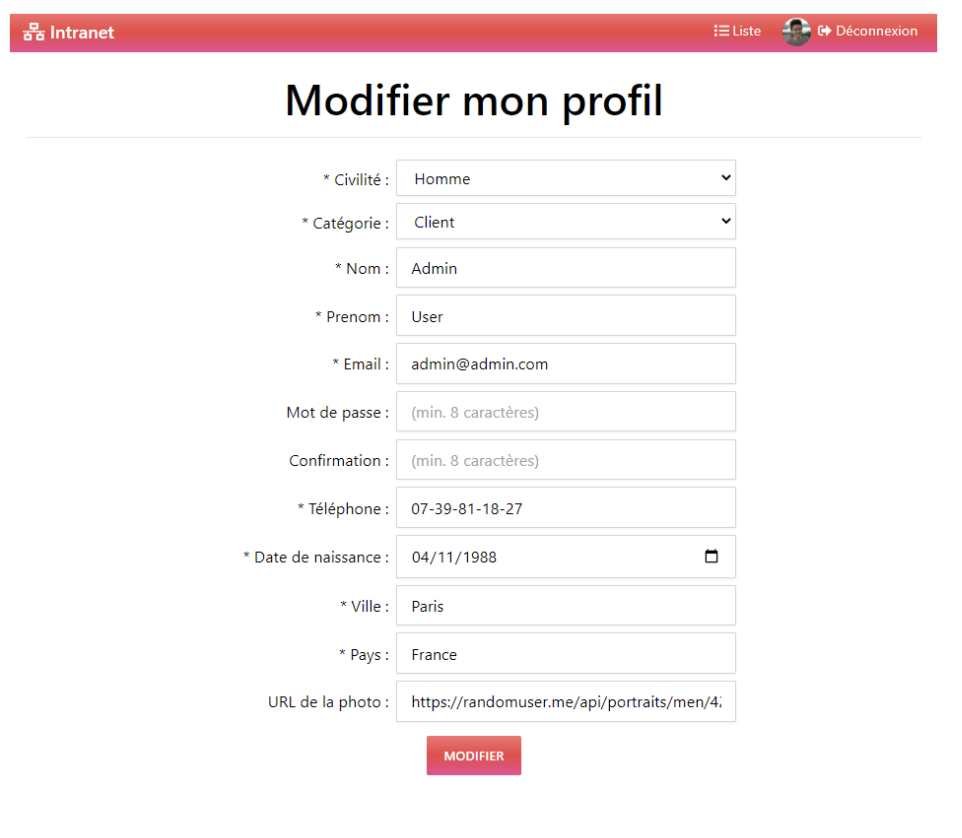 Intranet Liste Déconnexion
Modifier mon profil
* Civilité : Homme
* Catégorie : Client
* Nom : Admin
* Prenom : User
* Email : admin@admin.com
Mot de passe : (min. 8 caractères)
Confirmation : (min. 8 caractères)
* Téléphone : 07-39-81-18-27
* Date de naissance : 04/11/1988
* Ville : Paris
* Pays : France
URL de la photo : https://randomuser.me/api/portraits/men/4
MODIFIER